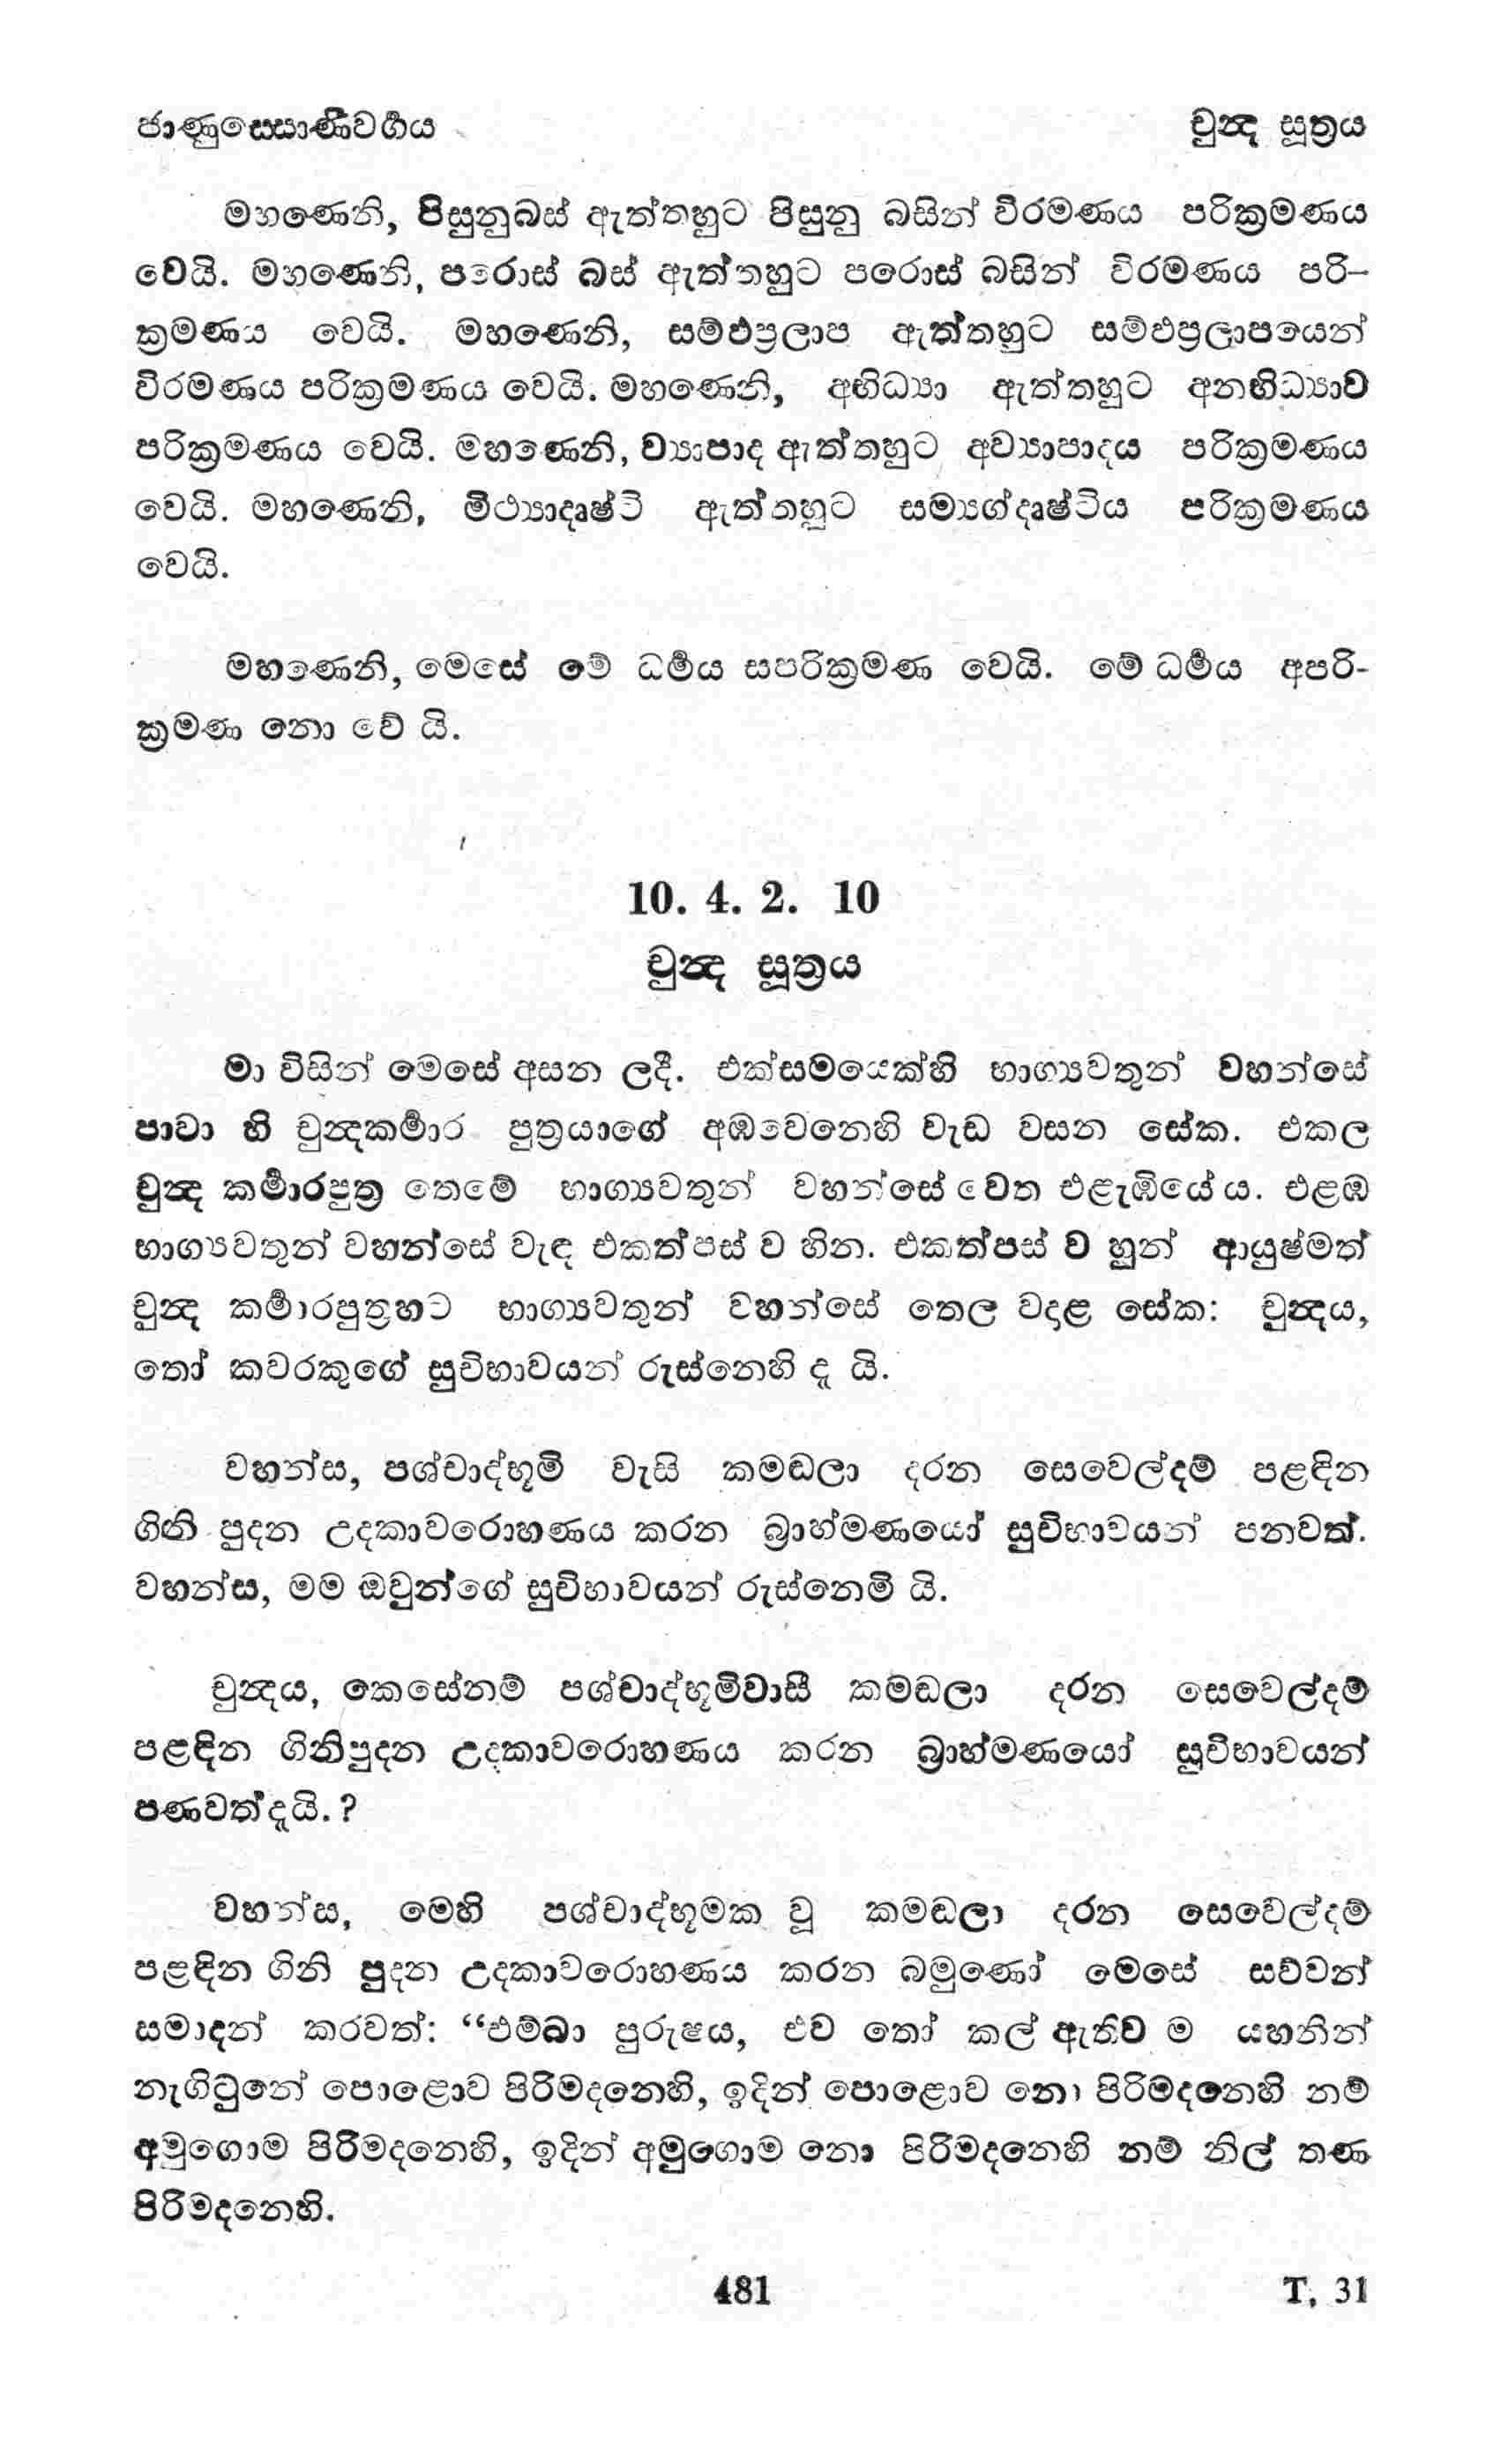 ජාණුස්සොණිවර්‍ගය චුන්‍ද සූත්‍රය
මහණෙනි, පිසුනුබස් ඇත්තහුට පිසුනු බසින් විරමණය පරික්‍රමණය
වෙයි. මහණෙනි, පරොස් බස් ඇත්තහුට පරොස් බසින් විරමණය පරි-
ක්‍රමණය වෙයි. මහණෙනි, සම්ඵප්‍රලාප ඇත්තහුට සම්ඵප්‍රලාපයෙන්
විරමණය පරික්‍රමණය වෙයි. මහණෙනි, අභිධ්‍යා ඇත්තහුට අනභිධ්‍යාව
පරික්‍රමණය වෙයි. මහණෙනි, ව්‍යාපාද ඇත්තහුට අව්‍යාපාදය පරික්‍රමණය
වෙයි. මහණෙනි, මිථ්‍යාදෘෂ්ටි ඇත්තහුට සම්‍යග්දෘෂ්ටිය පරික්‍රමණය
වෙයි.
මහණෙනි, මෙසේ මේ ධර්‍මය සපරික්‍රමණ වෙයි. මේ ධර්‍මය අපරි-
ක්‍රමණ නො වේ යි.
10. 4. 2. 10
චුන්‍ද සූත්‍රය
මා විසින් මෙසේ අසන ලදී. එක්සමයෙක්හි භාග්‍යවතුන් වහන්සේ
පාවා හි චුන්‍දකර්‍මාර පුත්‍රයාගේ අඹවෙනෙහි වැඩ වසන සේක. එකල
චුන්‍ද කර්‍මාරපුත්‍ර තෙමේ භාග්‍යවතුන් වහන්සේ වෙත එළැඹියේ ය. එළඹ
භාග්‍යවතුන් වහන්සේ වැඳ එකත්පස් ව හින. එකත්පස් ව හුන් ආයුෂ්මත්
චුන්‍ද කර්‍මාරපුත්‍රහට භාග්‍යවතුන් වහන්සේ තෙල වදාළ සේක: චුන්‍දය,
තෝ කවරකුගේ සුචිභාවයන් රුස්නෙහි දැ යි.
වහන්ස, පශ්චාද්භූමි වැසි කමඬලා දරන සෙවෙල්දම් පළඳින
ගිනි පුදන උදකාවරොහණය කරන බ්‍රාහ්මණයෝ සුචිභාවයන් පනවත්.
වහන්ස, මම ඔවුන්ගේ සුචිභාවයන් රුස්නෙමි යි.
චුන්‍දය, කෙසේනම් පශ්චාද්භූමිවාසී කමඬලා දරන සෙවෙල්දම්
පළඳින ගිනිපුදන උදකාවරොහණය කරන බ්‍රාහ්මණයෝ සුචිභාවයන්
පණවත්දැයි.?
වහන්ස, මෙහි පශ්චාද්භූමක වූ කමඬලා දරන සෙවෙල්දම්
පළඳින ගිනි පුදන උදකාවරොහණය කරන බමුණෝ මෙසේ සව්වන්
සමාදන් කරවත්: “එම්බා පුරුෂය, එව තෝ කල් ඇතිව ම යහනින්
නැගිටුනේ පොළොව පිරිමදනෙහි, ඉදින් පොළොව නො පිරිමදනෙහි නම්
අමුගොම පිරිමදනෙහි, ඉදින් අමුගොම නො පිරිමදනෙහි නම් නිල් තණ
පිරිමදනෙහි.
481 T, 31